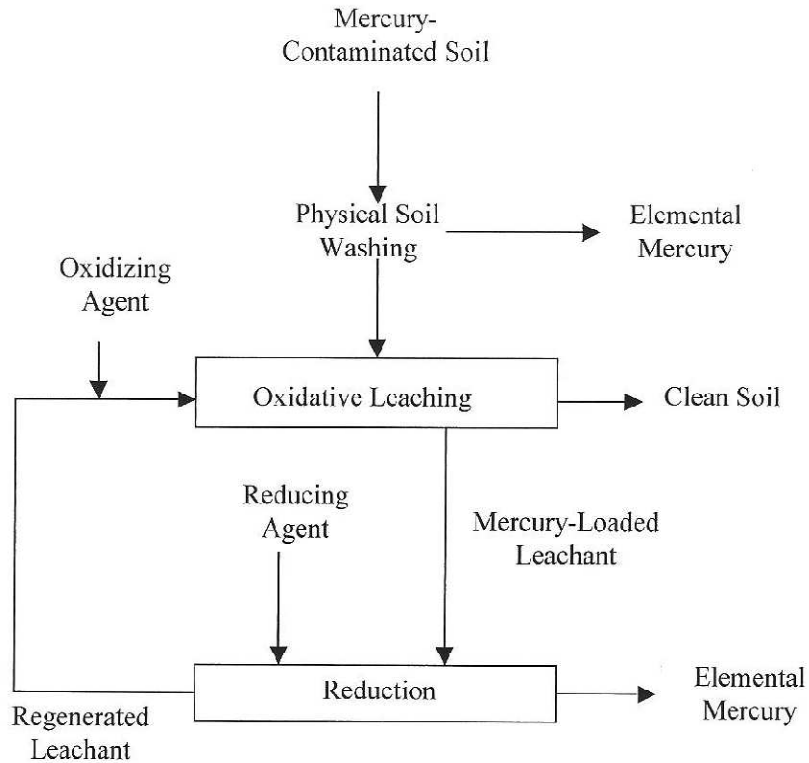 Mercury-
Contaminated Soil
Physical Soil
Washing
Elemental
Mercury
Oxidizing
Agent
Oxidative Leaching
Clean Soil
Reducing
Agent
Mercury-Loaded
Leachant
Reduction
Elemental
Mercury
Regenerated
Leachant